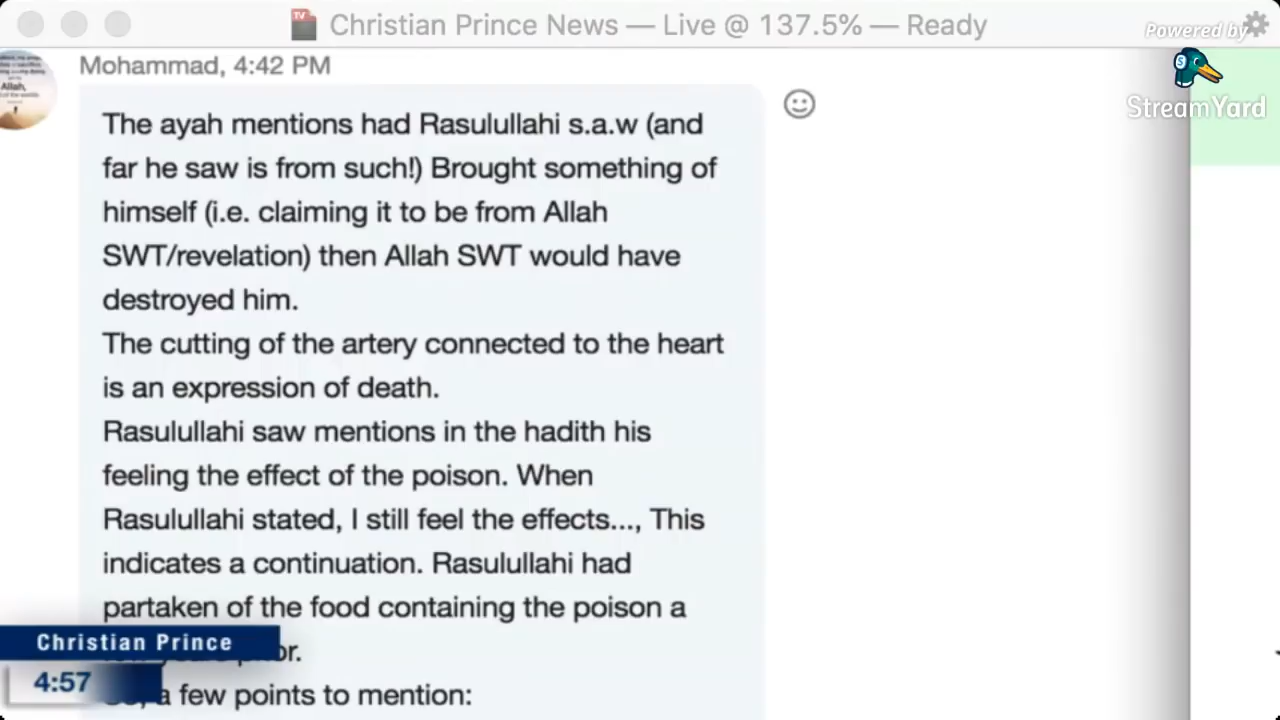 Christian Prince News — Live @ 137.5% — Ready
Powered by
StreamYard
Mohammad, 4:42 PM
Allah,
The ayah mentions had Rasulullahi s.a.w (and
far he saw is from such!) Brought something of
himself (i.e. claiming it to be from Allah
SWT/revelation) then Allah SWT would have
destroyed him.
The cutting of the artery connected to the heart
is an expression of death.
Rasulullahi saw mentions in the hadith his
feeling the effect of the poison. When
Rasulullahi stated, I still feel the effects..., This
indicates a continuation. Rasulullahi had
partaken of the food containing the poison a
a few points to mention:
Christian Prince
4:57